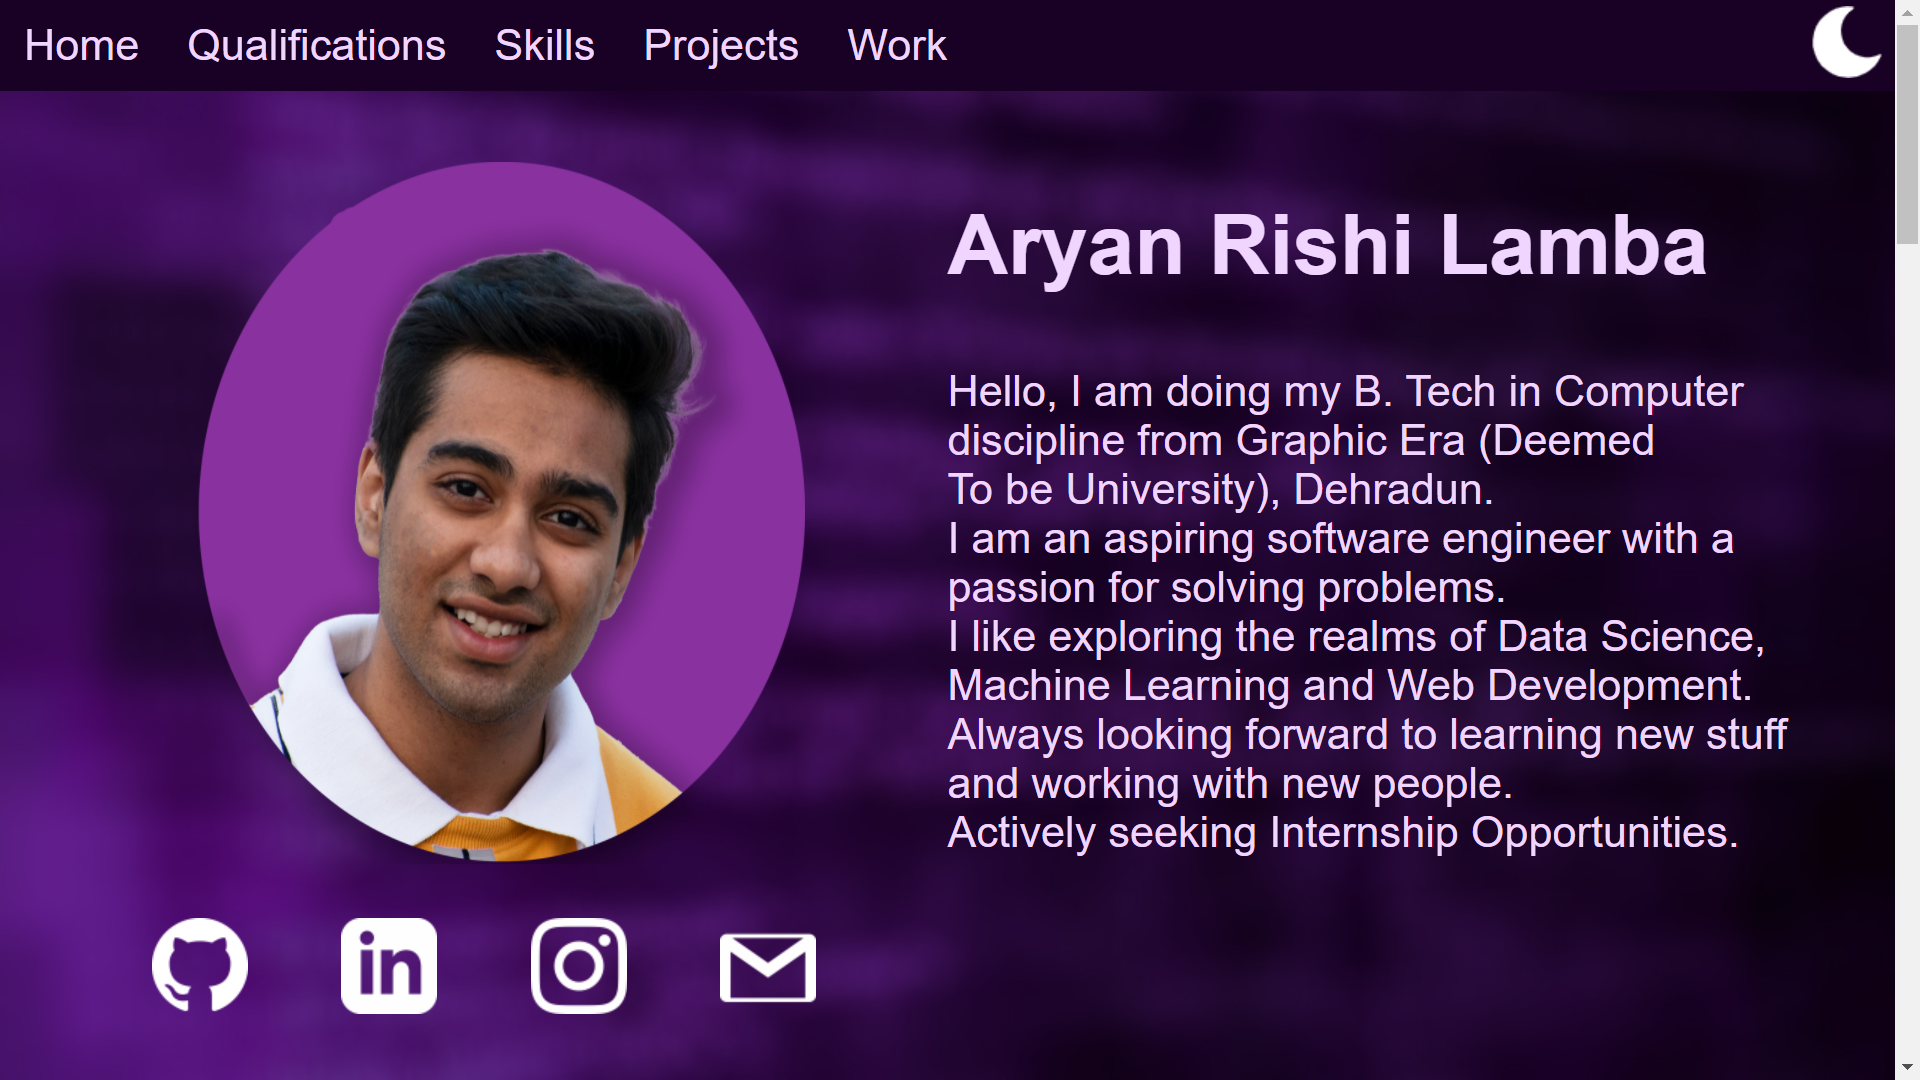 Home Qualifications Skills Projects Work
Aryan Rishi Lamba
Hello, I am doing my B. Tech in Computer
discipline from Graphic Era (Deemed
To be University), Dehradun.
I am an aspiring software engineer with a
passion for solving problems.
I like exploring the realms of Data Science,
Machine Learning and Web Development.
Always looking forward to learning new stuff
and working with new people.
Actively seeking Internship Opportunities.
in